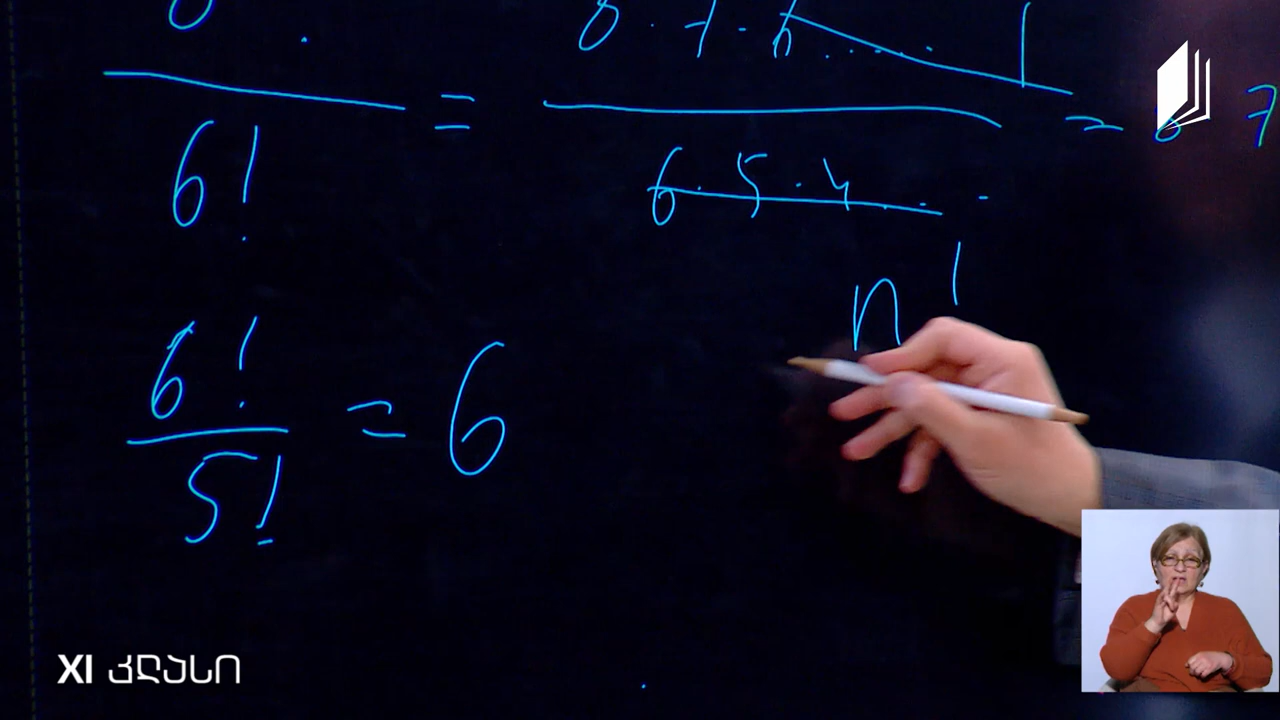 8 · 7 · 6 . . . . 1
6! = 6 · 5 · 4 . . . = 8 7
n!
6!
5! = 6
XI კლასი